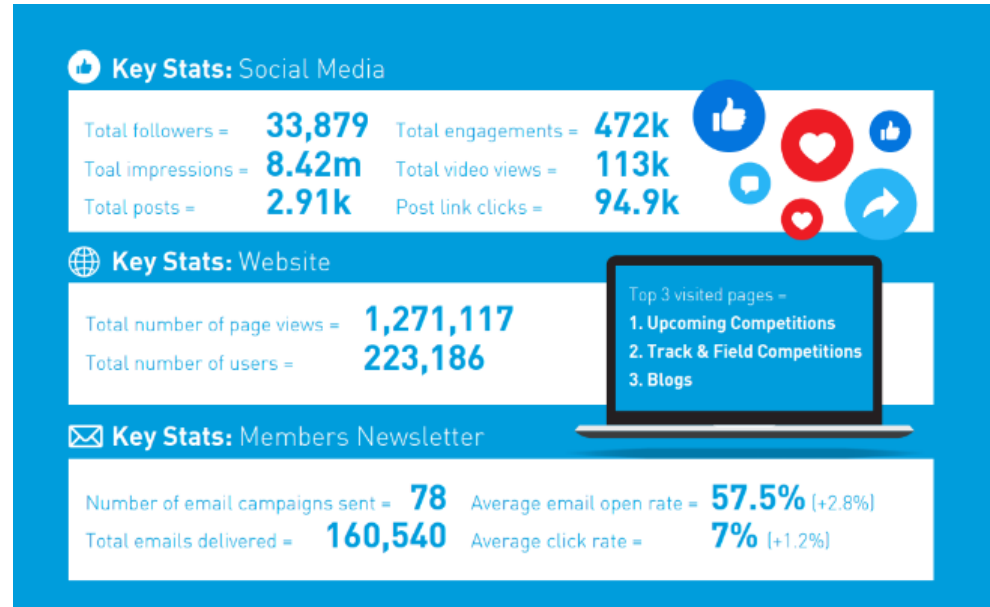 Key Stats: Social Media
Total followers = 33,879 Total engagements = 472k
Toal impressions = 8.42m Total video views = 113k
Total posts = 2.91k Post link clicks = 94.9k
Key Stats: Website
Total number of page views = 1,271,117
Total number of users = 223,186
Top 3 visited pages =
1. Upcoming Competitions
2. Track & Field Competitions
3. Blogs
Key Stats: Members Newsletter
Number of email campaigns sent = 78 Average email open rate = 57.5% (+2.8%)
Total emails delivered = 160,540 Average click rate = 7% (+1.2%)